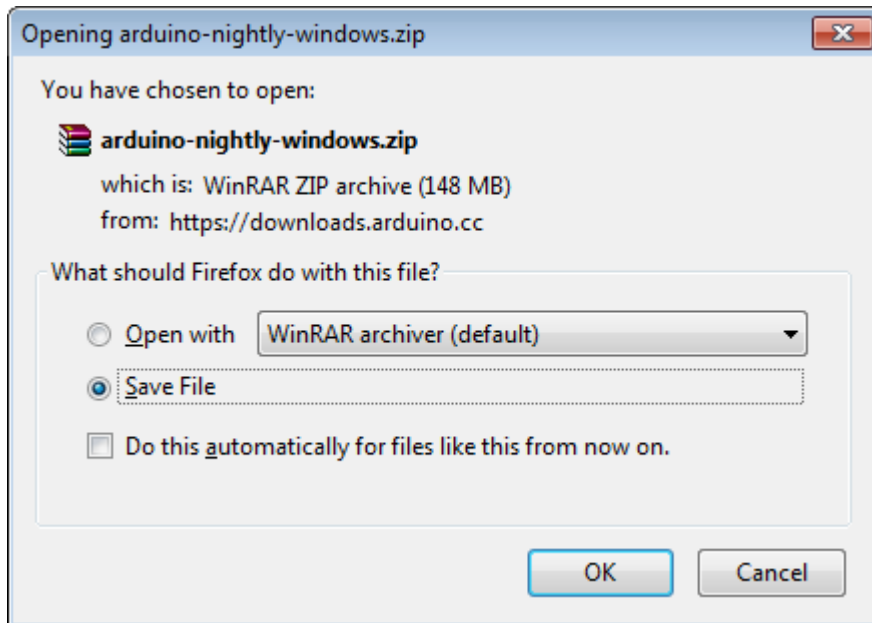 Opening arduino-nightly-windows.zip
You have chosen to open:
arduino-nightly-windows.zip
which is: WinRAR ZIP archive (148 MB)
from: https://downloads.arduino.cc
What should Firefox do with this file?
Open with WinRAR archiver (default)
Save File
Do this automatically for files like this from now on.
OK Cancel